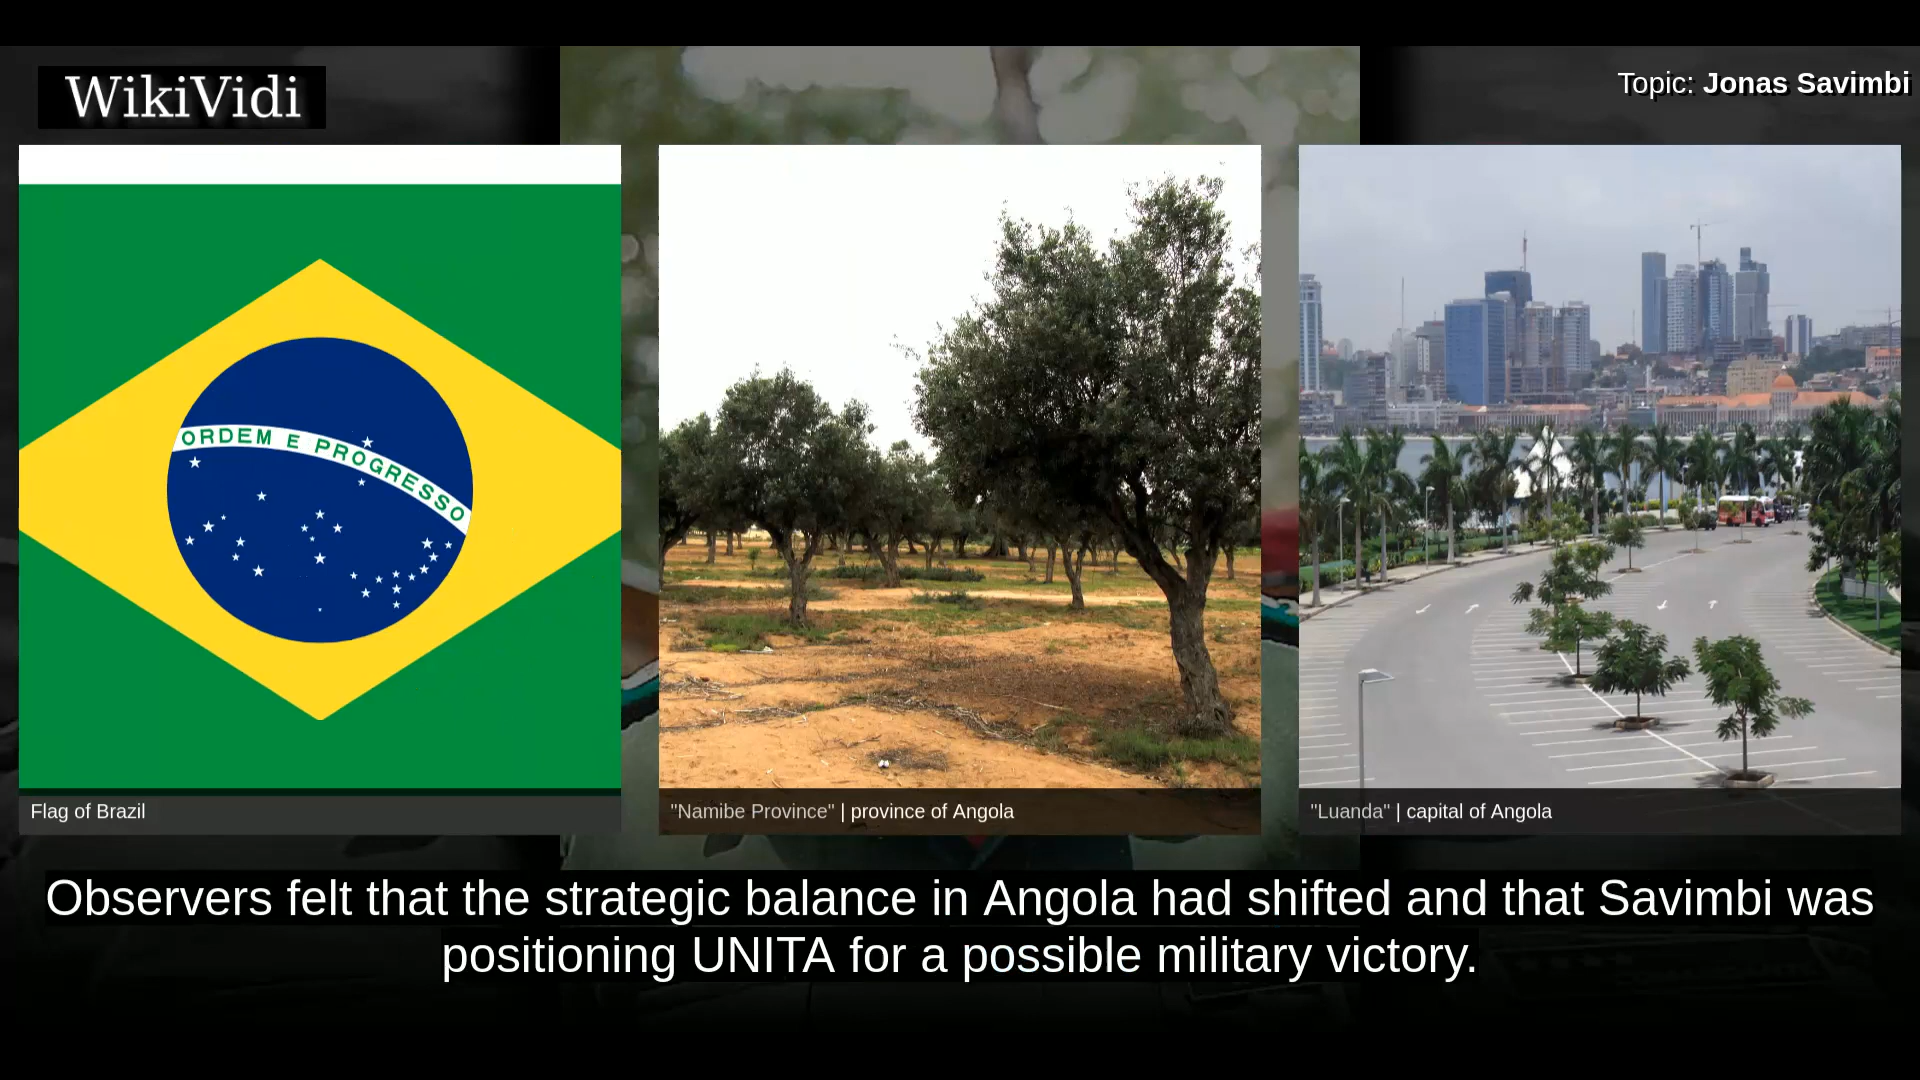 WikiVidi
Topic: Jonas Savimbi
ORDEM E PROGRESSO
Flag of Brazil
"Namibe Province" | province of Angola
"Luanda" | capital of Angola
Observers felt that the strategic balance in Angola had shifted and that Savimbi was
positioning UNITA for a possible military victory.